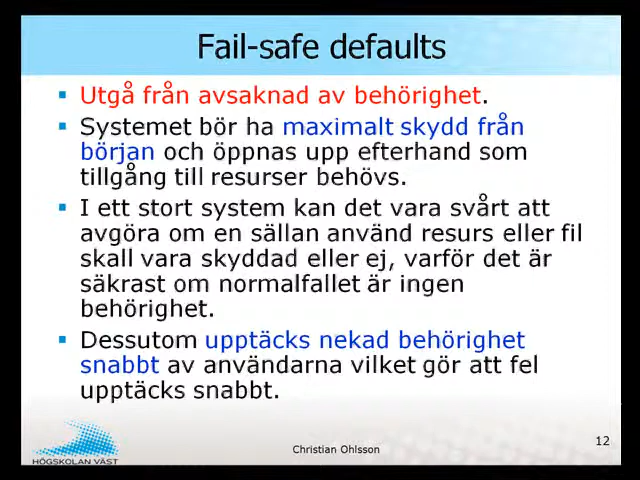 Fail-safe defaults
▪ Utgå från avsaknad av behörighet.
▪ Systemet bör ha maximalt skydd från
början och öppnas upp efterhand som
tillgång till resurser behövs.
▪ I ett stort system kan det vara svårt att
avgöra om en sällan använd resurs eller fil
skall vara skyddad eller ej, varför det är
säkrast om normalfallet är ingen
behörighet.
▪ Dessutom upptäcks nekad behörighet
snabbt av användarna vilket gör att fel
upptäcks snabbt.
HÖGSKOLAN VÄST
Christian Ohlsson
12